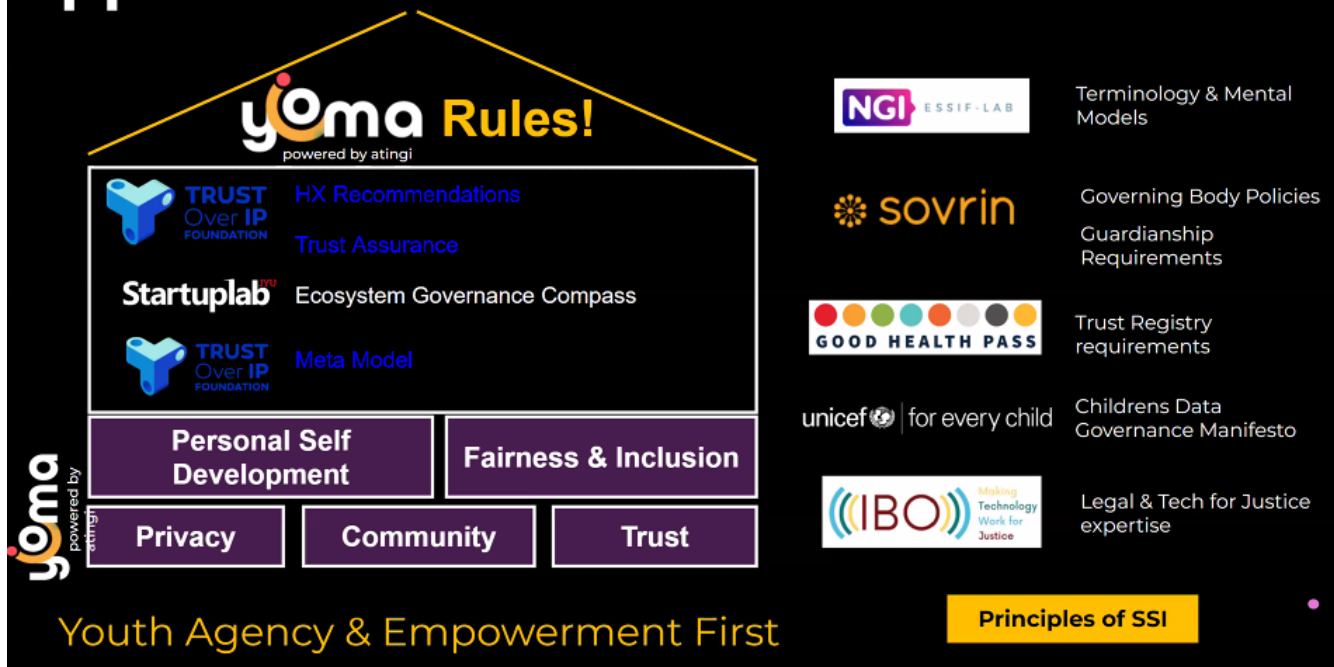 yoma Rules!
powered by atingi
TRUST
Over IP
FOUNDATION
HX Recommendations
Trust Assurance
Startuplab JYU
Ecosystem Governance Compass
TRUST
Over IP
FOUNDATION
Meta Model
Personal Self
Development
Fairness & Inclusion
Privacy
Community
Trust
yoma
powered by
atingi
Youth Agency & Empowerment First
NGI ESSIF-LAB
Terminology & Mental
Models
sovrin
Governing Body Policies
Guardianship
Requirements
GOOD HEALTH PASS
Trust Registry
requirements
unicef for every child
Childrens Data
Governance Manifesto
((IBO))
Making
Technology
Work for
Justice
Legal & Tech for Justice
expertise
Principles of SSI